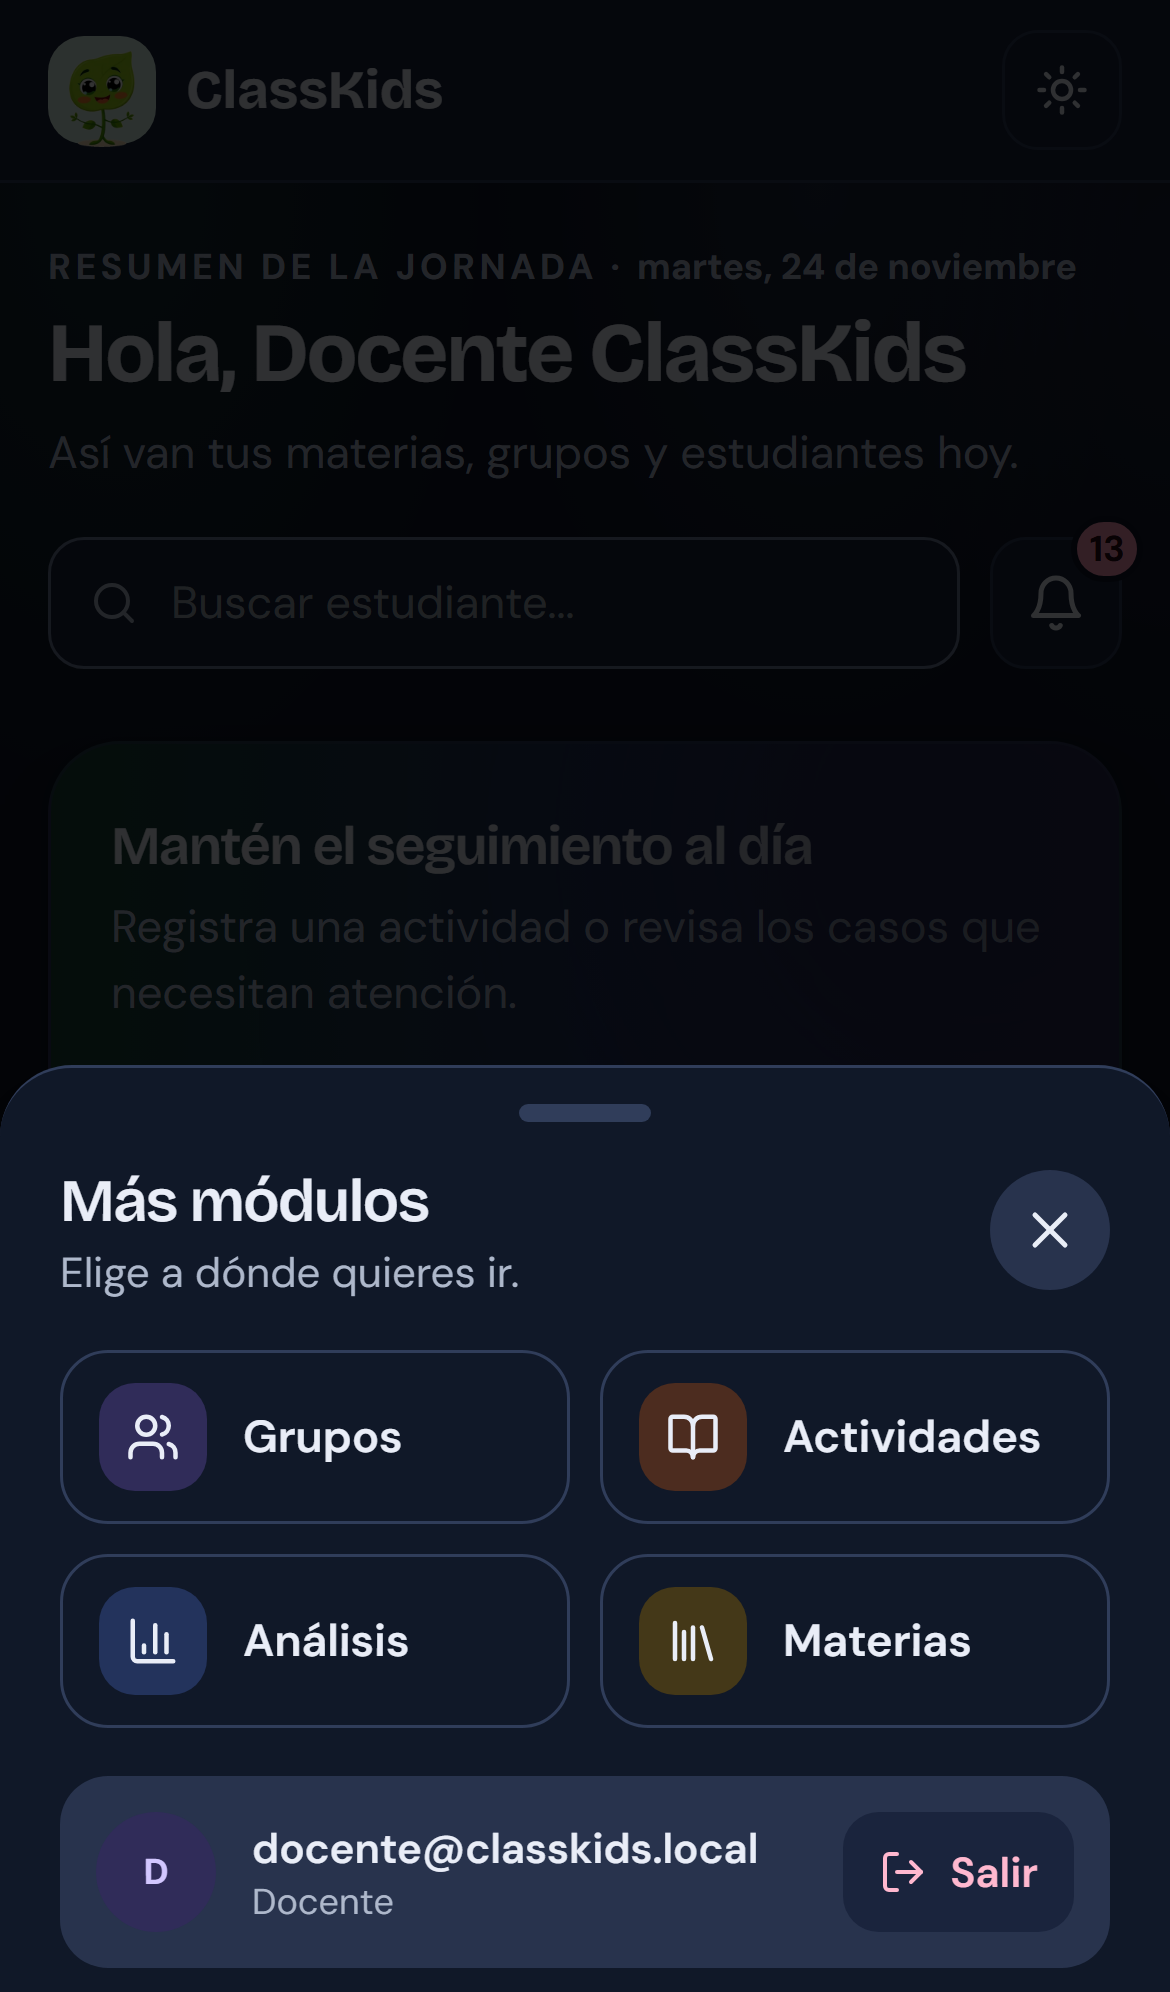 ClassKids
RESUMEN DE LA JORNADA · martes, 24 de noviembre
Hola, Docente ClassKids
Así van tus materias, grupos y estudiantes hoy.
Buscar estudiante...
13
Mantén el seguimiento al día
Registra una actividad o revisa los casos que
necesitan atención.
Más módulos
Elige a dónde quieres ir.
Grupos
Actividades
Análisis
Materias
D
docente@classkids.local
Docente
Salir